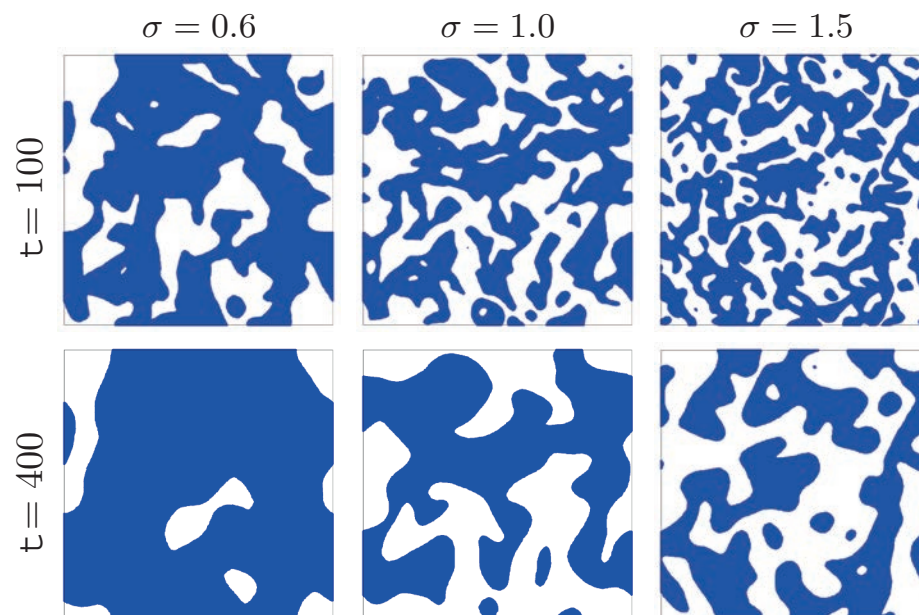 σ = 0.6 σ = 1.0 σ = 1.5
t= 100
t= 400